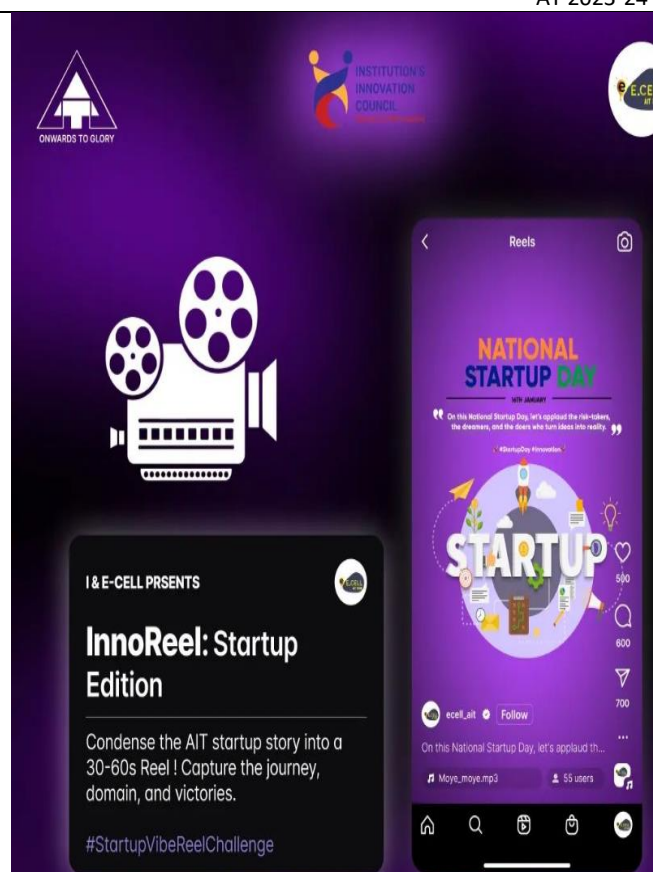 AY 2023-24
ONWARDS TO GLORY
INSTITUTION'S
INNOVATION
COUNCIL
E.CE
Reels
NATIONAL
STARTUP DAY
16TH JANUARY
On this National Startup Day, let's applaud the risk-takers,
the dreamers, and the doers who turn ideas into reality.
#StartupDay #Innovation
STARTUP
500
600
700
ecell_ait Follow
On this National Startup Day, let's applaud th...
Moye_moye.mp3 55 users
I & E-CELL PRSENTS
E.CELL
InnoReel: Startup
Edition
Condense the AIT startup story into a
30-60s Reel ! Capture the journey,
domain, and victories.
#StartupVibeReelChallenge